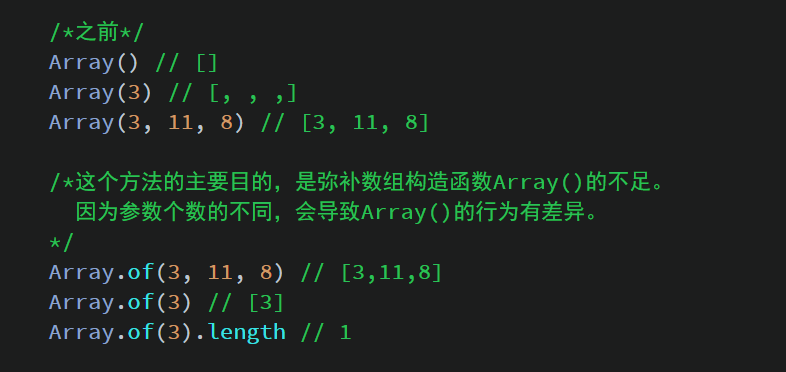 /*之前*/
Array() // []
Array(3) // [, , ,]
Array(3, 11, 8) // [3, 11, 8]
/*这个方法的主要目的，是弥补数组构造函数Array()的不足。
因为参数个数的不同，会导致Array()的行为有差异。
*/
Array.of(3, 11, 8) // [3,11,8]
Array.of(3) // [3]
Array.of(3).length // 1